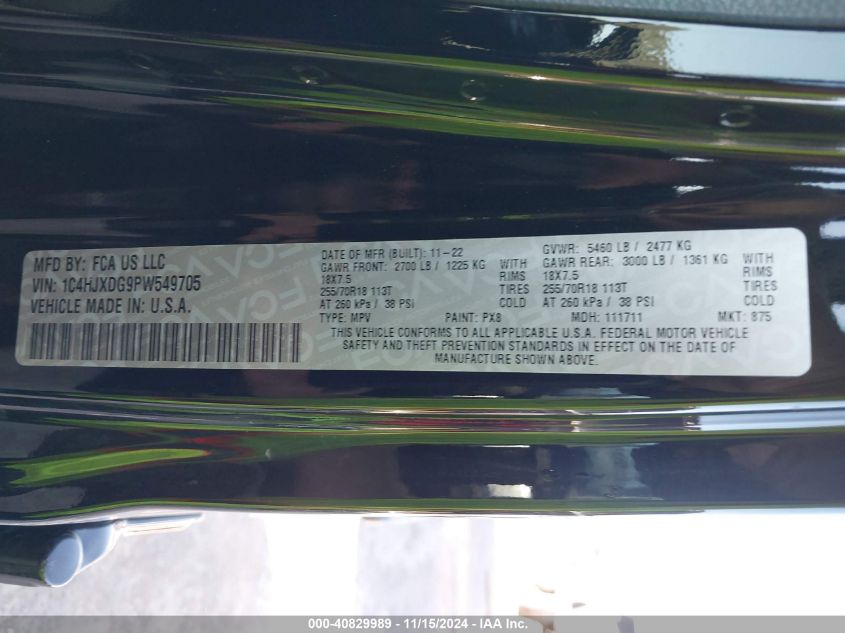 MFD BY: FCA US LLC
VIN: 1C4HJXDG9PW549705
VEHICLE MADE IN U.S.A.
DATE OF MFR (BUILT): 11-22 GVWR: 5460 LB / 2477 KG
GAWR FRONT: 2700 LB / 1225 KG WITH GAWR REAR: 3000 LB / 1361 KG WITH
18X7.5 RIMS 18X7.5 RIMS
255/70R18 113T TIRES 255/70R18 113T TIRES
AT 260 kPa / 38 PSI COLD AT 260 kPa / 38 PSI COLD
TYPE: MPV PAINT: PX8 MDH: 111711 MKT: 875
THIS VEHICLE CONFORMS TO ALL APPLICABLE U.S.A. FEDERAL MOTOR VEHICLE
SAFETY AND THEFT PREVENTION STANDARDS IN EFFECT ON THE DATE OF
MANUFACTURE SHOWN ABOVE.
000-40829989 - 11/15/2024 - IAA Inc.